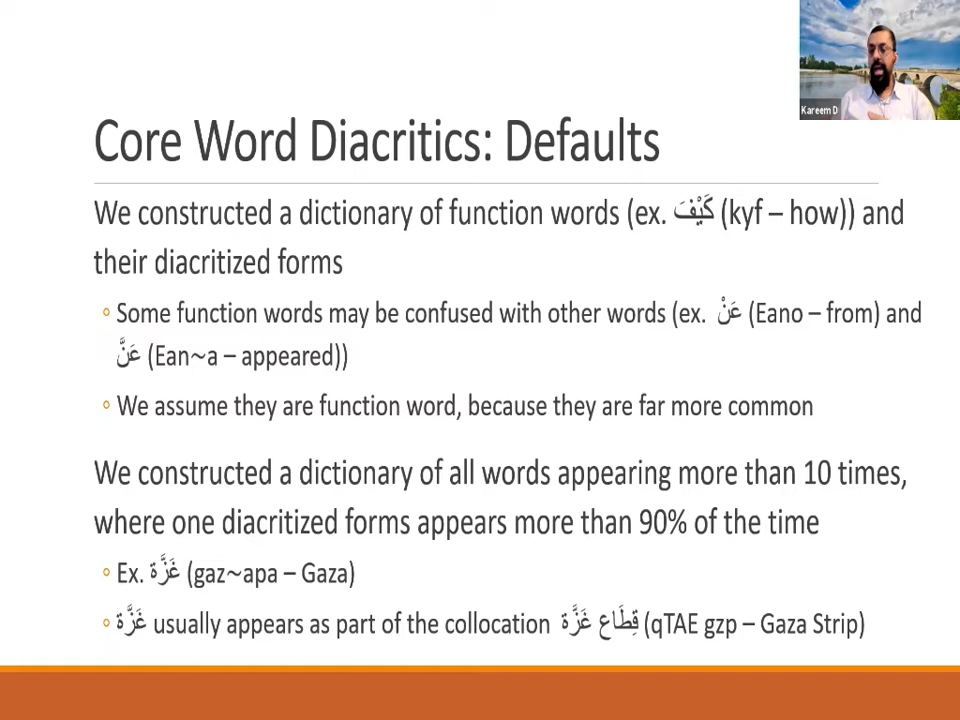 Kareem D
Core Word Diacritics: Defaults
We constructed a dictionary of function words (ex. كَيْفَ (kyf – how)) and
their diacritized forms
Some function words may be confused with other words (ex. عَنْ (Eano – from) and
عَنَّ (Ean~a – appeared))
We assume they are function word, because they are far more common
We constructed a dictionary of all words appearing more than 10 times,
where one diacritized forms appears more than 90% of the time
Ex. غَزَّة (gaz~apa – Gaza)
غَزَّة usually appears as part of the collocation قِطَاع غَزَّة (qTAE gzp – Gaza Strip)